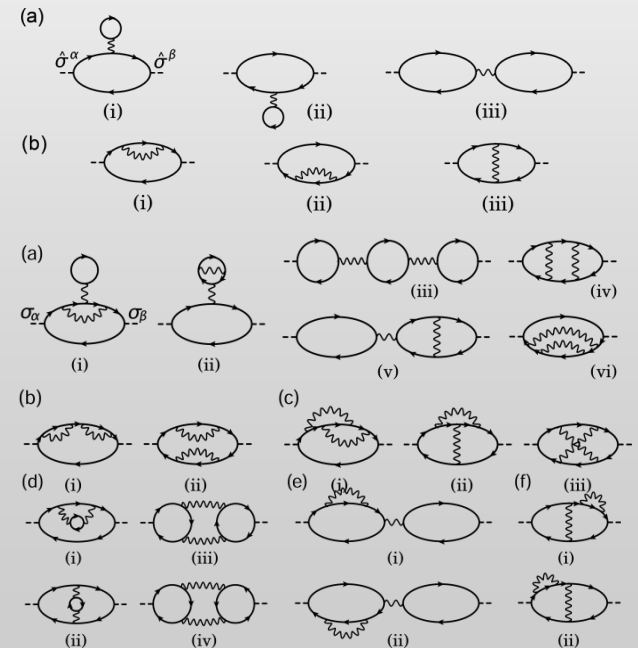 (a)
σ̂^α σ̂^β
(i) (ii) (iii)
(b)
(i) (ii) (iii)
(a)
σ_α σ_β
(i) (ii) (iii) (iv)
(v) (vi)
(b) (c)
(i) (ii) (i) (ii) (iii)
(d) (e) (f)
(i) (iii) (i) (i)
(ii) (iv) (ii) (ii)